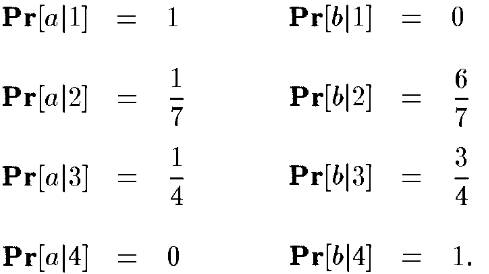 Pr[a|1] = 1 Pr[b|1] = 0
Pr[a|2] = 1/7 Pr[b|2] = 6/7
Pr[a|3] = 1/4 Pr[b|3] = 3/4
Pr[a|4] = 0 Pr[b|4] = 1.